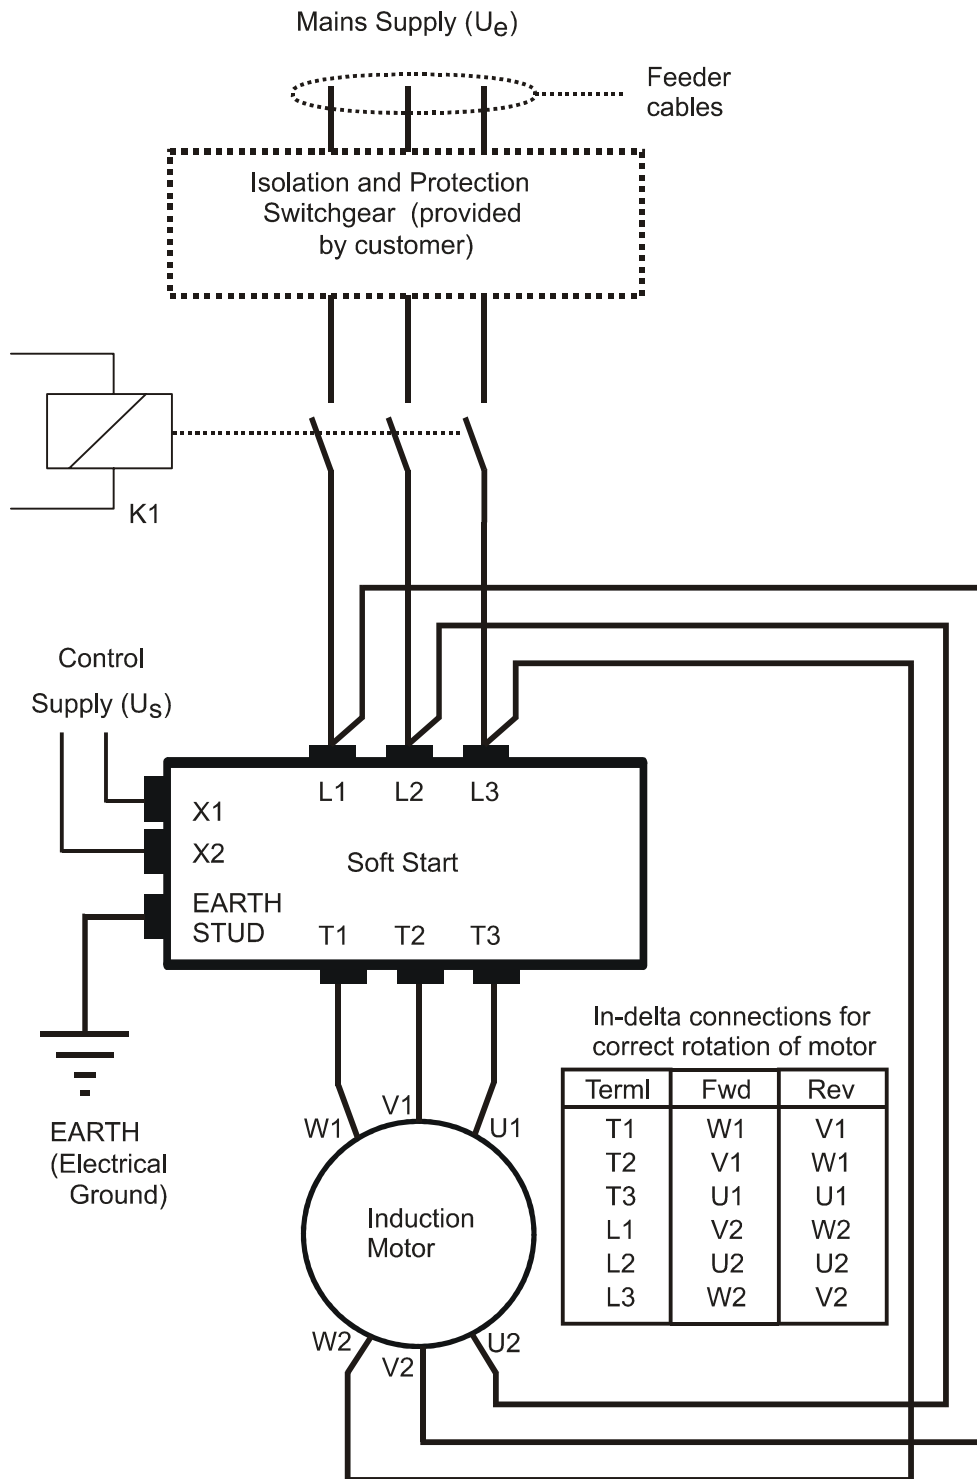 Mains Supply (Ue)
Feeder
cables
Isolation and Protection
Switchgear (provided
by customer)
K1
Control
Supply (Us)
L1 L2 L3
X1
X2
Soft Start
EARTH
STUD
T1 T2 T3
EARTH
(Electrical
Ground)
W1 V1 U1
Induction
Motor
W2 V2 U2
In-delta connections for
correct rotation of motor
Terml Fwd Rev
T1 W1 V1
T2 V1 W1
T3 U1 U1
L1 V2 W2
L2 U2 U2
L3 W2 V2